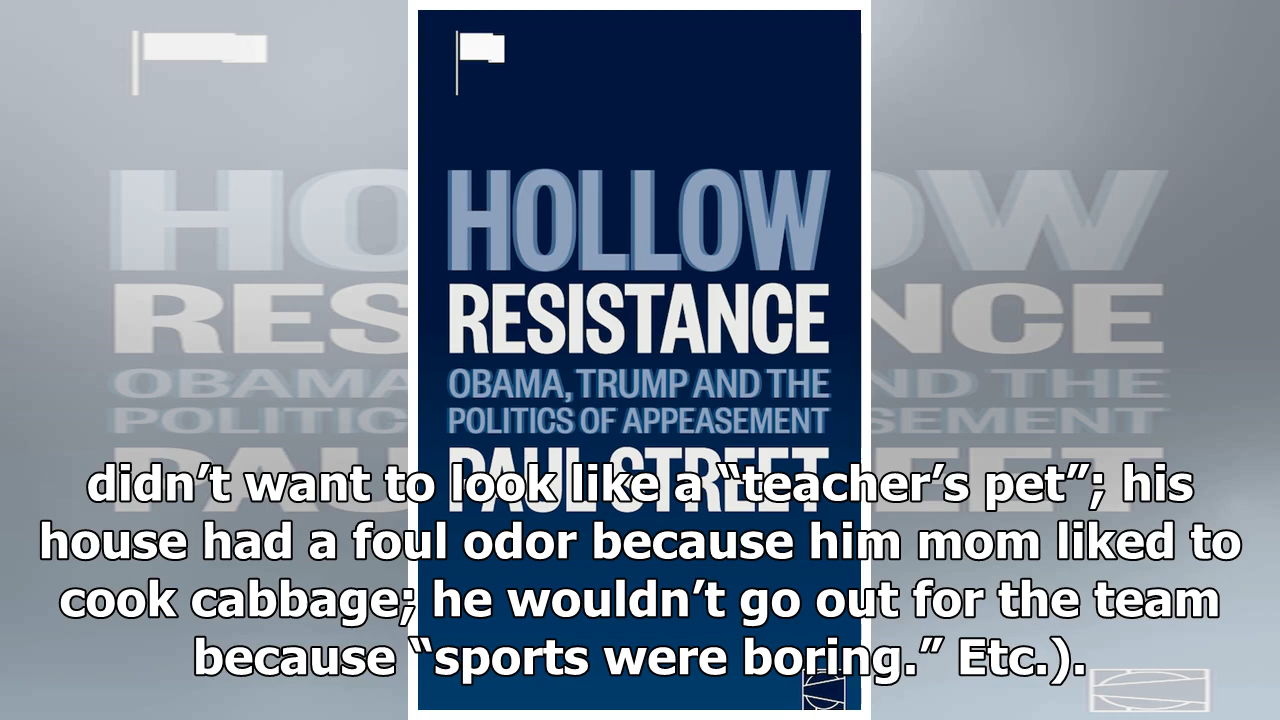 HOLLOW
RESISTANCE
OBAMA, TRUMP AND THE
POLITICS OF APPEASEMENT
PAUL STREET
didn’t want to look like a “teacher’s pet”; his
house had a foul odor because him mom liked to
cook cabbage; he wouldn’t go out for the team
because “sports were boring.” Etc.).